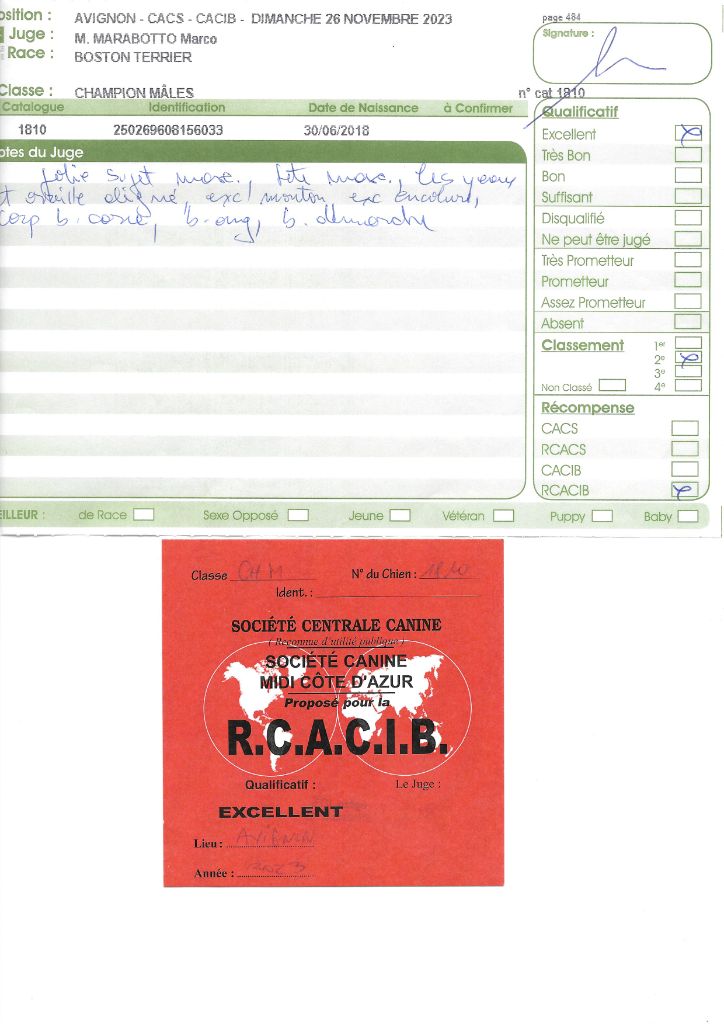 osition : AVIGNON - CACS - CACIB - DIMANCHE 26 NOVEMBRE 2023
page 484
Juge : M. MARABOTTO Marco
Signature :
Race : BOSTON TERRIER
Classe : CHAMPION MÂLES
n° cat 1810
Catalogue Identification Date de Naissance à Confirmer
1810 250269608156033 30/06/2018
otes du Juge
Jolie sujet masc., tête masc., les yeux
t oreille aligné, exc/ menton, exc encolure,
corp b. b. ang, b. démarche
Qualificatif
Excellent
Très Bon
Bon
Suffisant
Disqualifié
Ne peut être jugé
Très Prometteur
Prometteur
Assez Prometteur
Absent
Classement 1er
2e
3e
Non Classé 4e
Récompense
CACS
RCACS
CACIB
RCACIB
EILLEUR : de Race Sexe Opposé Jeune Vétéran Puppy Baby
Classe CHM N° du Chien : 1810
Ident. :
SOCIÉTÉ CENTRALE CANINE
( Reconnue d'utilité publique )
SOCIÉTÉ CANINE
MIDI CÔTE D'AZUR
Proposé pour la
R.C.A.C.I.B.
Qualificatif : Le Juge :
EXCELLENT
Lieu : AVIGNON
Année : 2023